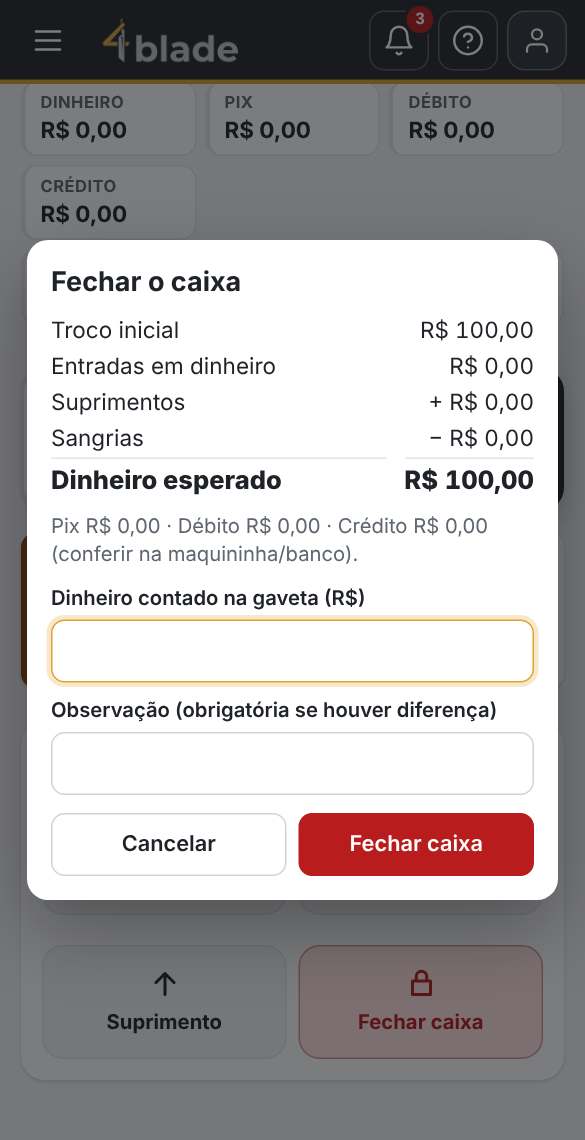 4blade
3
DINHEIRO
R$ 0,00
PIX
R$ 0,00
DÉBITO
R$ 0,00
CRÉDITO
R$ 0,00
Fechar o caixa
Troco inicial R$ 100,00
Entradas em dinheiro R$ 0,00
Suprimentos + R$ 0,00
Sangrias − R$ 0,00
Dinheiro esperado R$ 100,00
Pix R$ 0,00 · Débito R$ 0,00 · Crédito R$ 0,00
(conferir na maquininha/banco).
Dinheiro contado na gaveta (R$)
Observação (obrigatória se houver diferença)
Cancelar
Fechar caixa
Suprimento
Fechar caixa